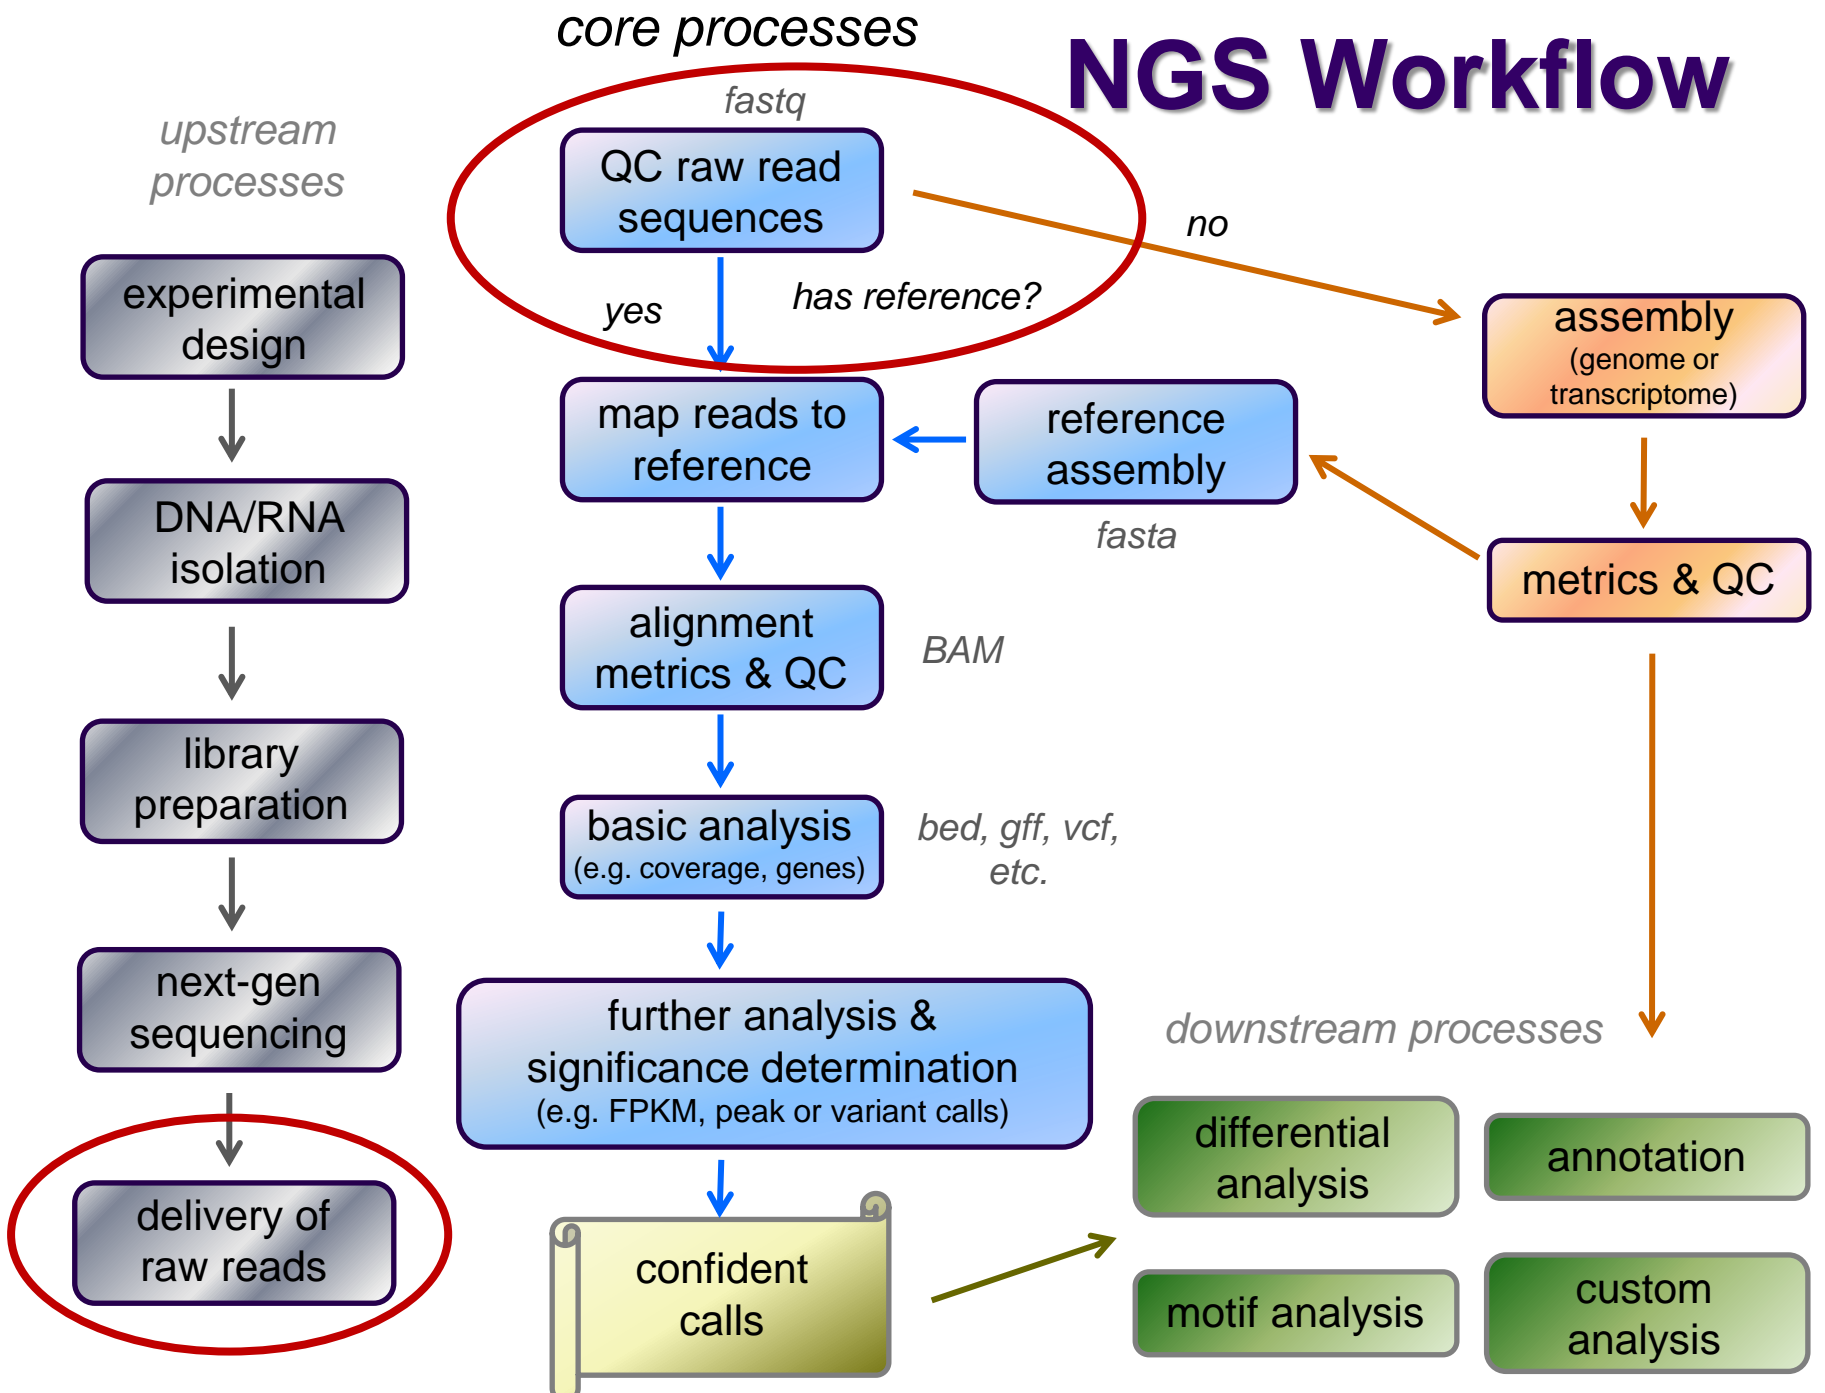 core processes
NGS Workflow
upstream
processes
experimental
design
DNA/RNA
isolation
library
preparation
next-gen
sequencing
delivery of
raw reads
fastq
QC raw read
sequences
yes
has reference?
no
map reads to
reference
reference
assembly
fasta
assembly
(genome or
transcriptome)
metrics & QC
alignment
metrics & QC
BAM
basic analysis
(e.g. coverage, genes)
bed, gff, vcf,
etc.
further analysis &
significance determination
(e.g. FPKM, peak or variant calls)
confident
calls
downstream processes
differential
analysis
annotation
motif analysis
custom
analysis